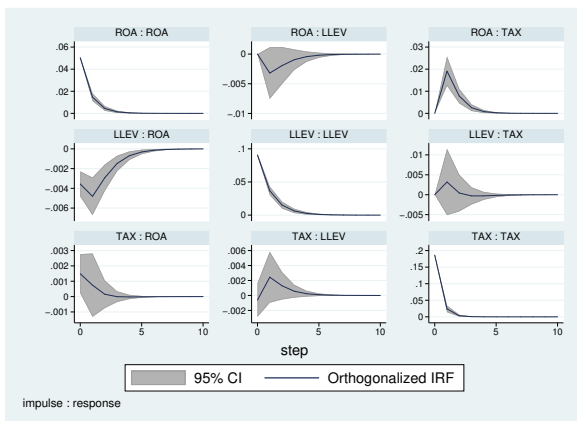 ROA : ROA
.06
.04
.02
0
ROA : LLEV
0
-.005
-.01
ROA : TAX
.03
.02
.01
0
LLEV : ROA
0
-.002
-.004
-.006
LLEV : LLEV
.1
.05
0
LLEV : TAX
.01
.005
0
-.005
TAX : ROA
.003
.002
.001
0
-.001
0 5 10
TAX : LLEV
.006
.004
.002
0
-.002
0 5 10
TAX : TAX
.2
.15
.1
.05
0
0 5 10
step
95% CI Orthogonalized IRF
impulse : response